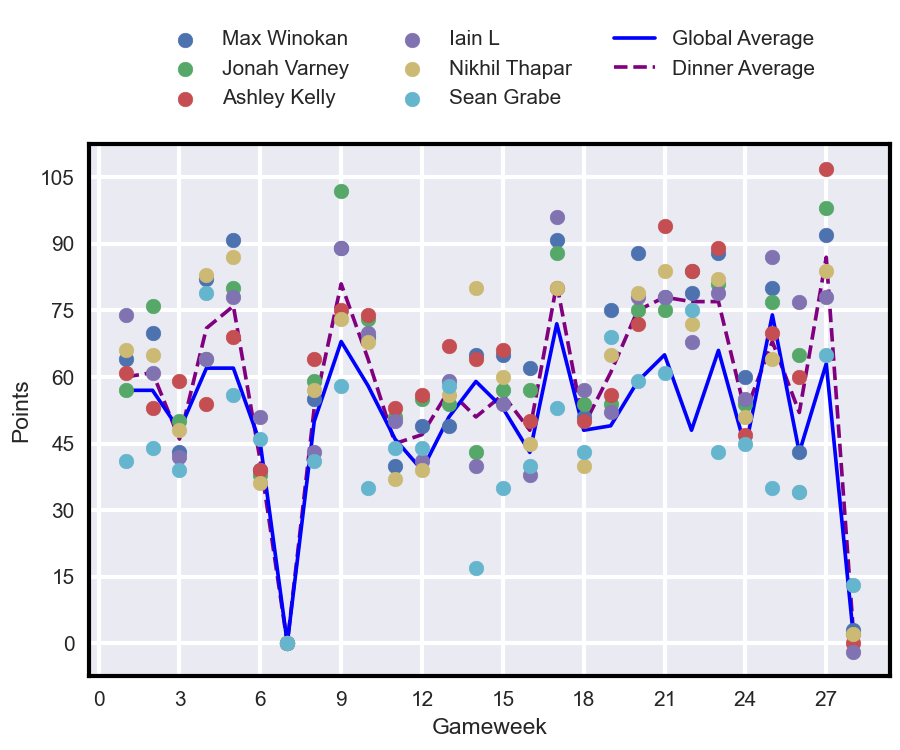 Max Winokan Iain L Global Average
Jonah Varney Nikhil Thapar Dinner Average
Ashley Kelly Sean Grabe
105
90
75
60
45
30
15
0
Points
0 3 6 9 12 15 18 21 24 27
Gameweek